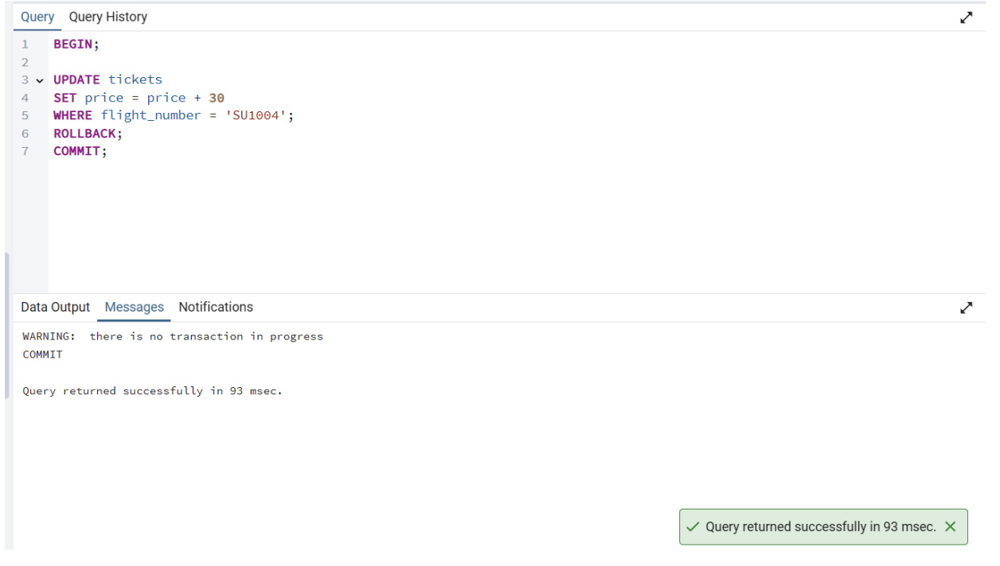 Query Query History
1 BEGIN;
2
3 UPDATE tickets
4 SET price = price + 30
5 WHERE flight_number = 'SU1004';
6 ROLLBACK;
7 COMMIT;
Data Output Messages Notifications
WARNING:  there is no transaction in progress
COMMIT
Query returned successfully in 93 msec.
Query returned successfully in 93 msec.